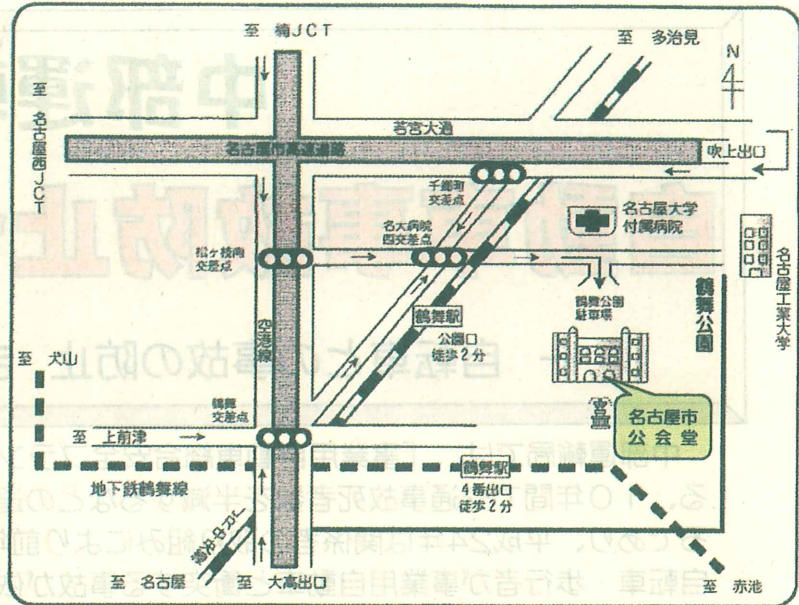 至 楠JCT
至 多治見
N
至 名古屋西JCT
若宮大通
名古屋市高速道路
吹上出口
千郷町
交差点
名古屋大学
付属病院
名大病院
西交差点
松ヶ枝南
交差点
名古屋工業大学
鶴舞公園
駐車場
鶴舞公園
空港線
鶴舞駅
公園口
徒歩2分
至 犬山
鶴舞
交差点
名古屋市
公会堂
至 上前津
鶴舞駅
4番出口
徒歩2分
地下鉄鶴舞線
至 名古屋
至 大高出口
至 赤池